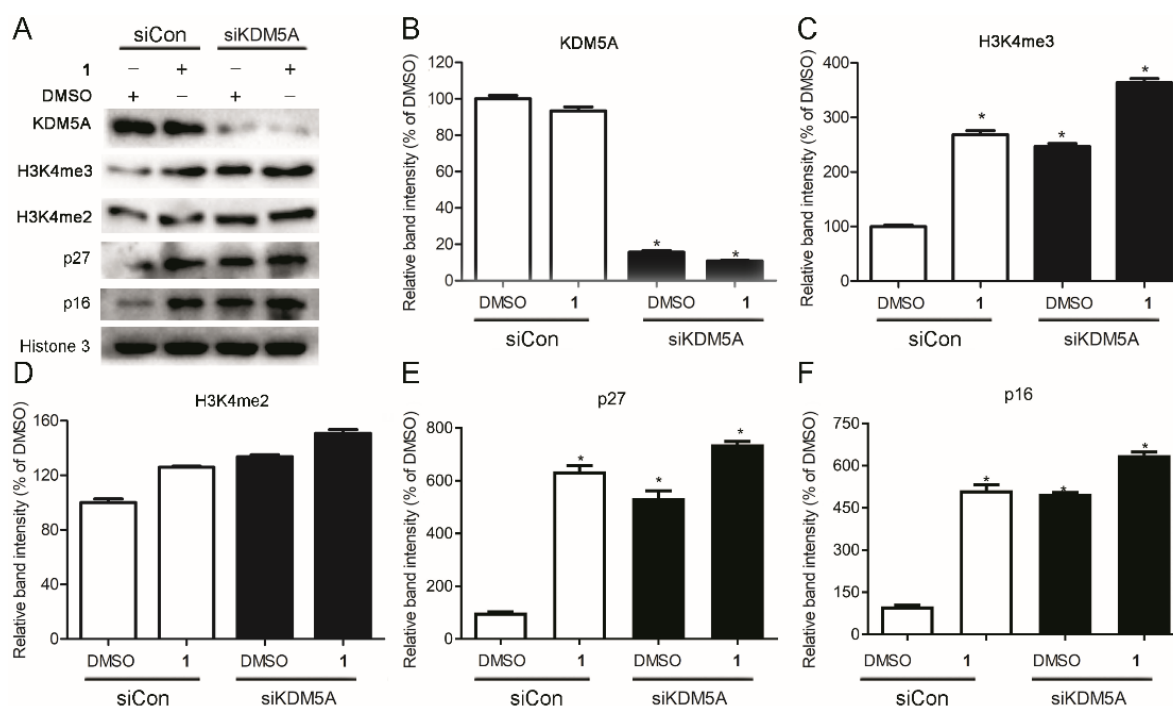 A
siCon siKDM5A
1 – + – +
DMSO + – + –
KDM5A
H3K4me3
H3K4me2
p27
p16
Histone 3
B
KDM5A
Relative band intensity (% of DMSO)
120
100
80
60
40
20
0
* *
DMSO 1 DMSO 1
siCon siKDM5A
C
H3K4me3
Relative band intensity (% of DMSO)
400
300
200
100
0
* * *
DMSO 1 DMSO 1
siCon siKDM5A
D
H3K4me2
Relative band intensity (% of DMSO)
160
120
80
40
0
DMSO 1 DMSO 1
siCon siKDM5A
E
p27
Relative band intensity (% of DMSO)
800
600
400
200
0
* * *
DMSO 1 DMSO 1
siCon siKDM5A
F
p16
Relative band intensity (% of DMSO)
750
600
450
300
150
0
* * *
DMSO 1 DMSO 1
siCon siKDM5A